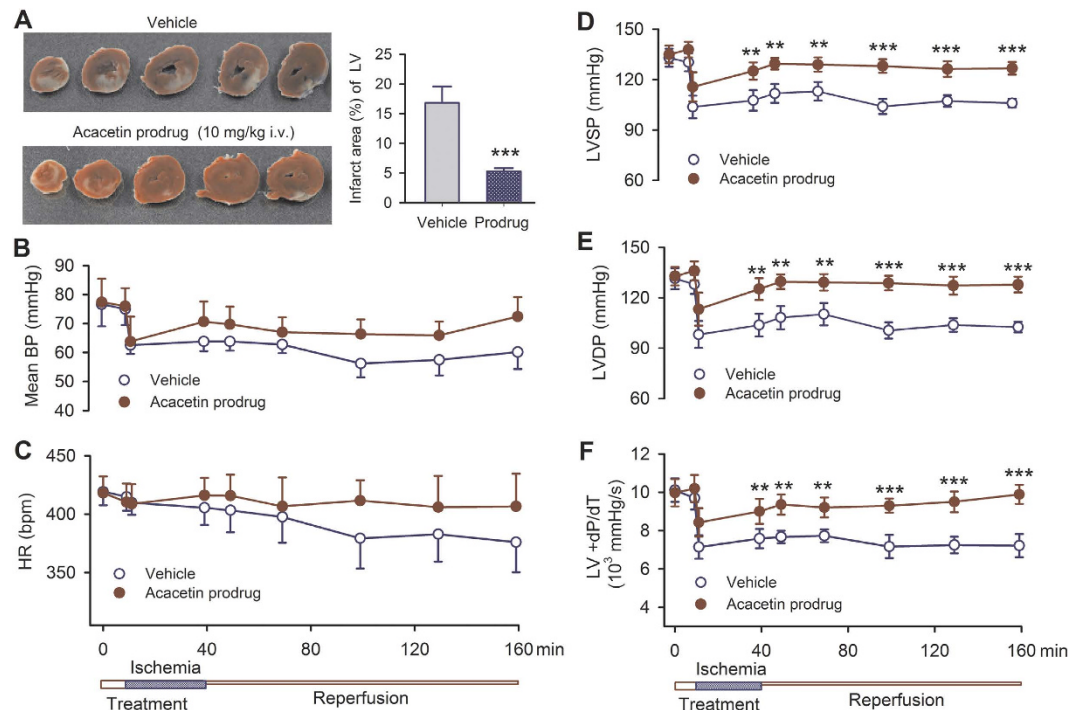 A
Vehicle
Acacetin prodrug (10 mg/kg i.v.)
Infarct area (%) of LV
25
20
15
10
5
0
***
Vehicle Prodrug
B
Mean BP (mmHg)
90
80
70
60
50
40
Vehicle
Acacetin prodrug
C
HR (bpm)
450
400
350
Vehicle
Acacetin prodrug
0 40 80 120 160 min
Ischemia
Treatment
Reperfusion
D
LVSP (mmHg)
150
120
90
60
** ** ** *** *** ***
Vehicle
Acacetin prodrug
E
LVDP (mmHg)
150
120
90
60
** ** ** *** *** ***
Vehicle
Acacetin prodrug
F
LV +dP/dT
(10³ mmHg/s)
12
10
8
6
4
** ** ** *** *** ***
Vehicle
Acacetin prodrug
0 40 80 120 160 min
Ischemia
Treatment
Reperfusion